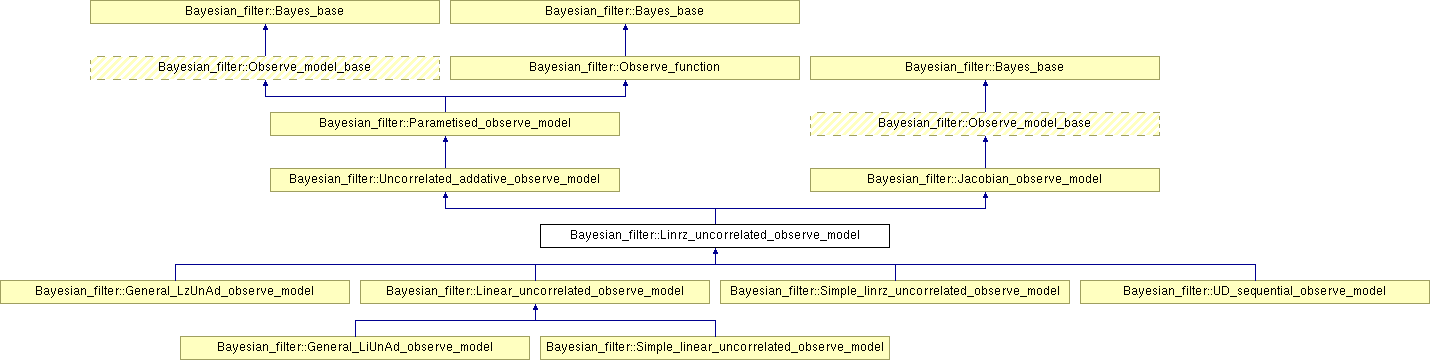 Bayesian_filter::Bayes_base
Bayesian_filter::Bayes_base
Bayesian_filter::Observe_model_base
Bayesian_filter::Observe_function
Bayesian_filter::Bayes_base
Bayesian_filter::Parametised_observe_model
Bayesian_filter::Observe_model_base
Bayesian_filter::Uncorrelated_addative_observe_model
Bayesian_filter::Jacobian_observe_model
Bayesian_filter::Linrz_uncorrelated_observe_model
Bayesian_filter::General_LzUnAd_observe_model
Bayesian_filter::Linear_uncorrelated_observe_model
Bayesian_filter::Simple_linrz_uncorrelated_observe_model
Bayesian_filter::UD_sequential_observe_model
Bayesian_filter::General_LiUnAd_observe_model
Bayesian_filter::Simple_linear_uncorrelated_observe_model